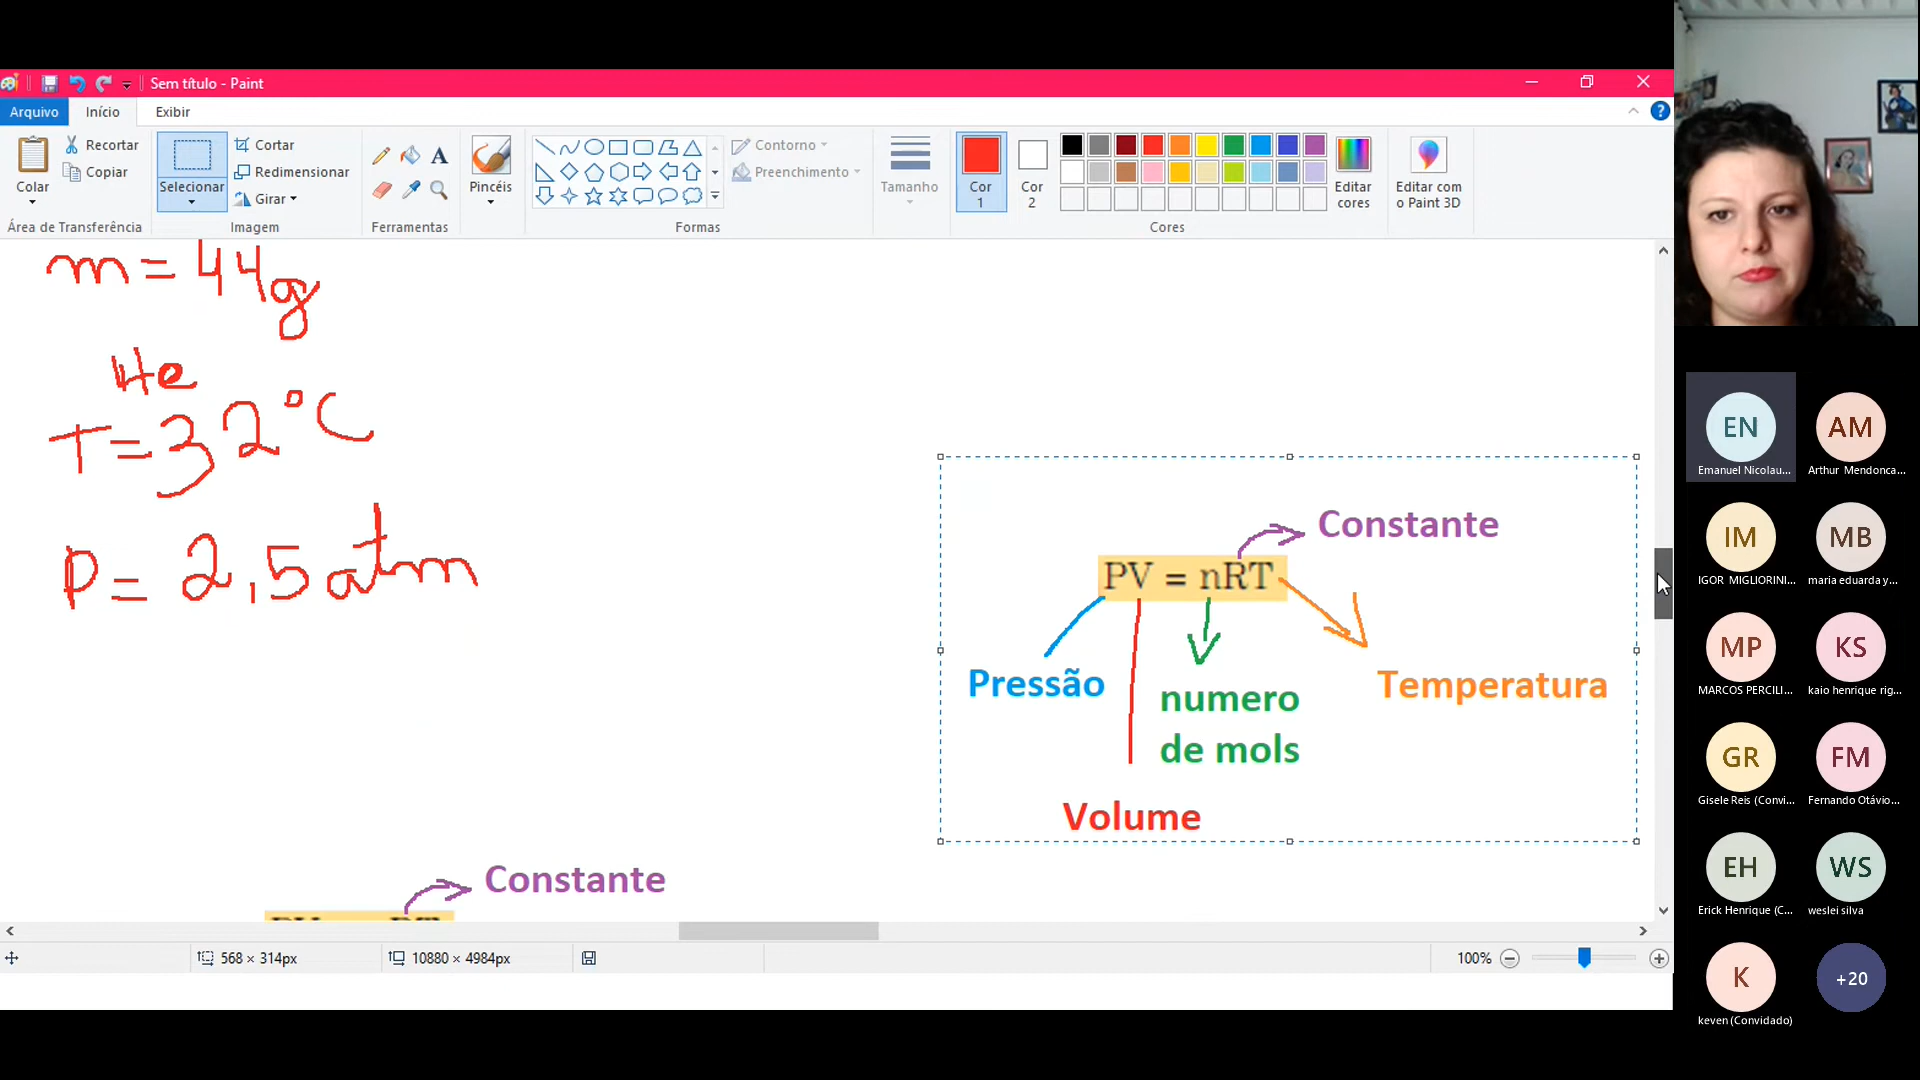 Sem título - Paint
Arquivo Início Exibir
Colar
Recortar
Copiar
Área de Transferência
Selecionar
Cortar
Redimensionar
Girar
Imagem
A
Ferramentas
Pincéis
Contorno
Preenchimento
Formas
Tamanho
Cor 1
Cor 2
Editar cores
Cores
Editar com o Paint 3D
m = 44g
He
T = 32 °C
P = 2,5 atm
Constante
PV = nRT
Pressão
numero
de mols
Temperatura
Volume
Constante
568 × 314px
10880 × 4984px
100%
EN
Emanuel Nicolau...
AM
Arthur Mendonca...
IM
IGOR MIGLIORINI...
MB
maria eduarda y...
MP
MARCOS PERCILI...
KS
kaio henrique rig...
GR
Gisele Reis (Convi...
FM
Fernando Otávio...
EH
Erick Henrique (C...
WS
weslei silva
K
keven (Convidado)
+20